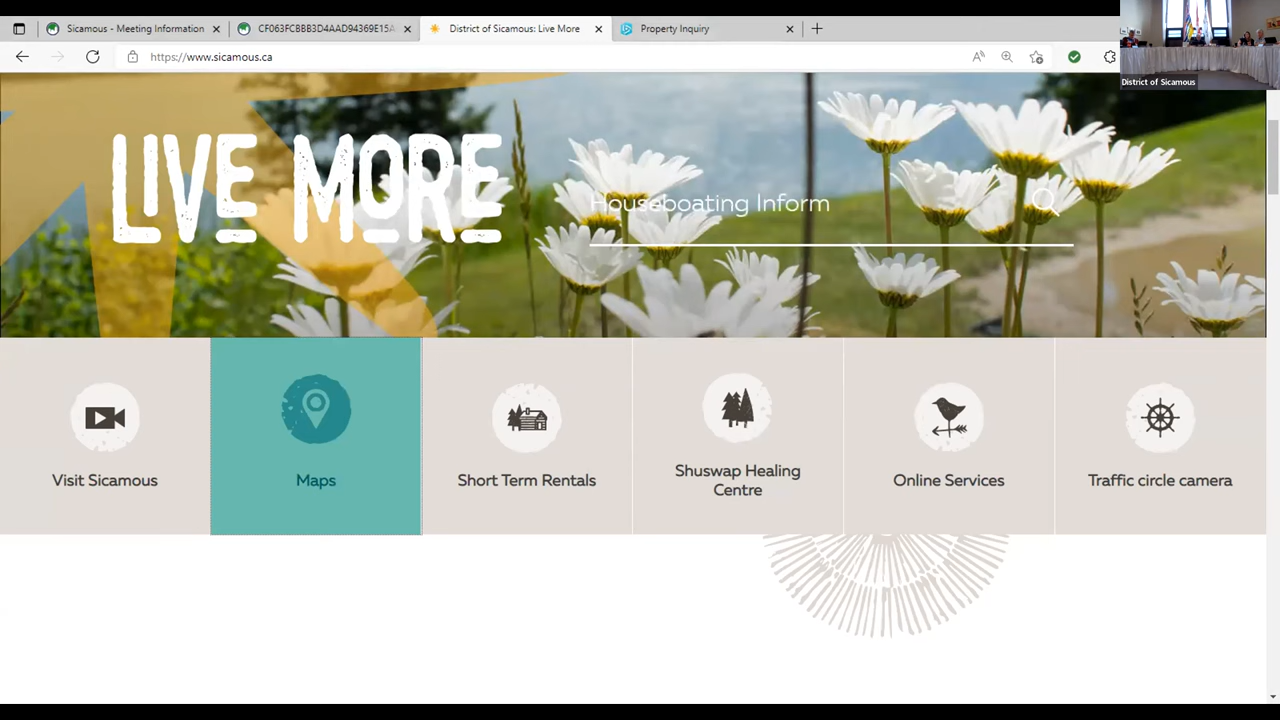 Sicamous - Meeting Information
CF063FCBBB3D4AAD94369E15A
District of Sicamous: Live More
Property Inquiry
https://www.sicamous.ca
District of Sicamous
LIVE MORE
Houseboating Inform
Visit Sicamous
Maps
Short Term Rentals
Shuswap Healing
Centre
Online Services
Traffic circle camera